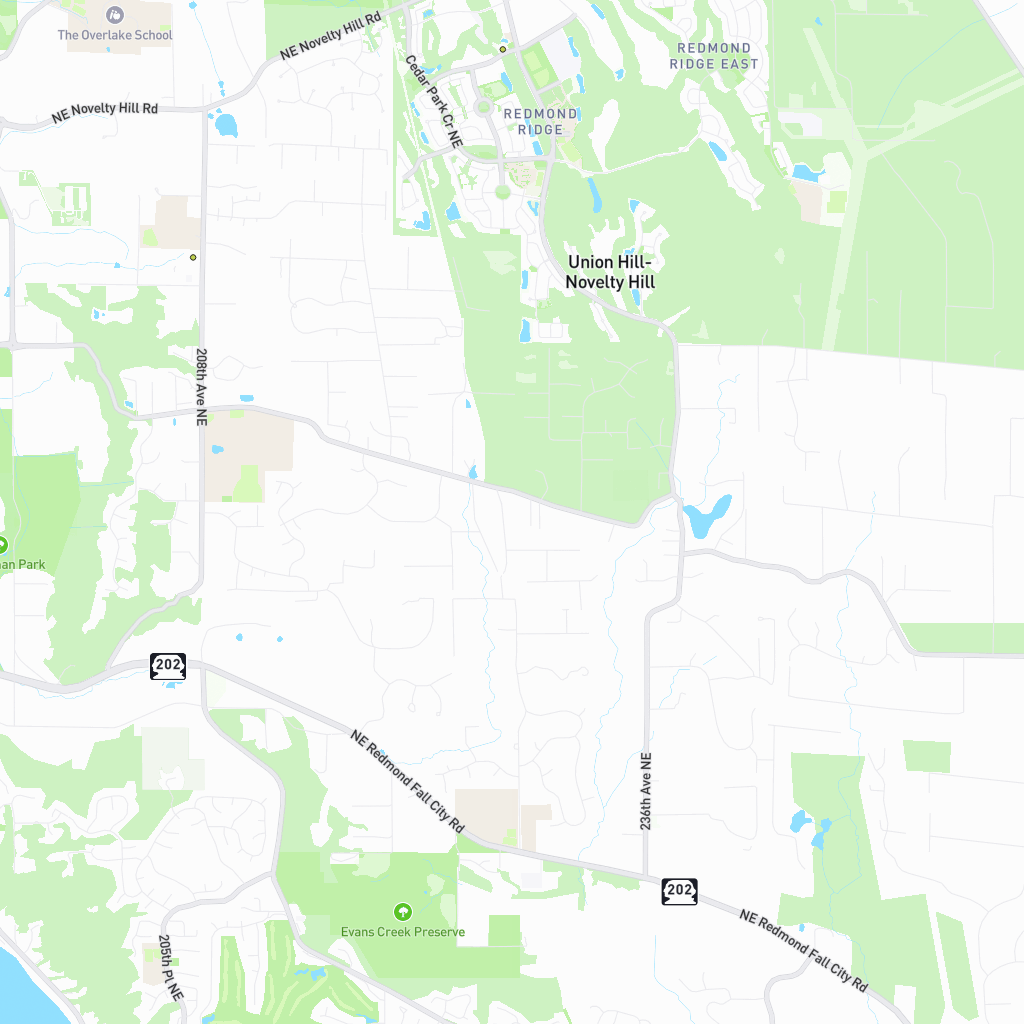 The Overlake School
NE Novelty Hill Rd
NE Novelty Hill Rd
Cedar Park Cr NE
REDMOND
RIDGE EAST
REDMOND
RIDGE
Union Hill-
Novelty Hill
208th Ave NE
an Park
202
NE Redmond Fall City Rd
236th Ave NE
202
Evans Creek Preserve
NE Redmond Fall City Rd
205th Pl NE